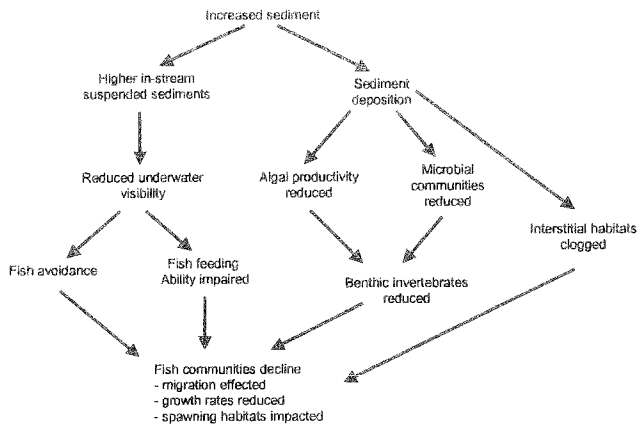 Increased sediment
Higher in-stream
suspended sediments
Sediment
deposition
Reduced underwater
visibility
Algal productivity
reduced
Microbial
communities
reduced
Interstitial habitats
clogged
Fish avoidance
Fish feeding
Ability impaired
Benthic invertebrates
reduced
Fish communities decline
- migration effected
- growth rates reduced
- spawning habitats impacted